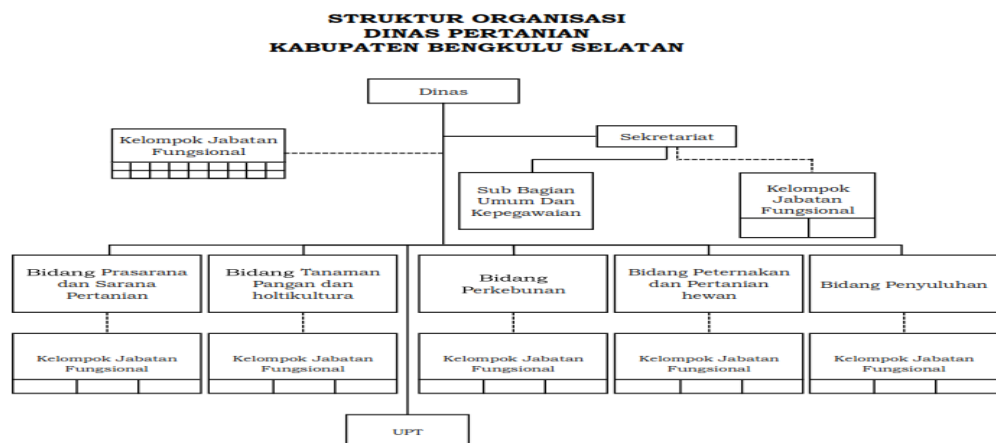 STRUKTUR ORGANISASI
DINAS PERTANIAN
KABUPATEN BENGKULU SELATAN
Dinas
Kelompok Jabatan
Fungsional
Sekretariat
Sub Bagian
Umum Dan
Kepegawaian
Kelompok
Jabatan
Fungsional
Bidang Prasarana
dan Sarana
Pertanian
Bidang Tanaman
Pangan dan
holtikultura
Bidang
Perkebunan
Bidang Peternakan
dan Pertanian
hewan
Bidang Penyuluhan
Kelompok Jabatan
Fungsional
Kelompok Jabatan
Fungsional
Kelompok Jabatan
Fungsional
Kelompok Jabatan
Fungsional
Kelompok Jabatan
Fungsional
UPT